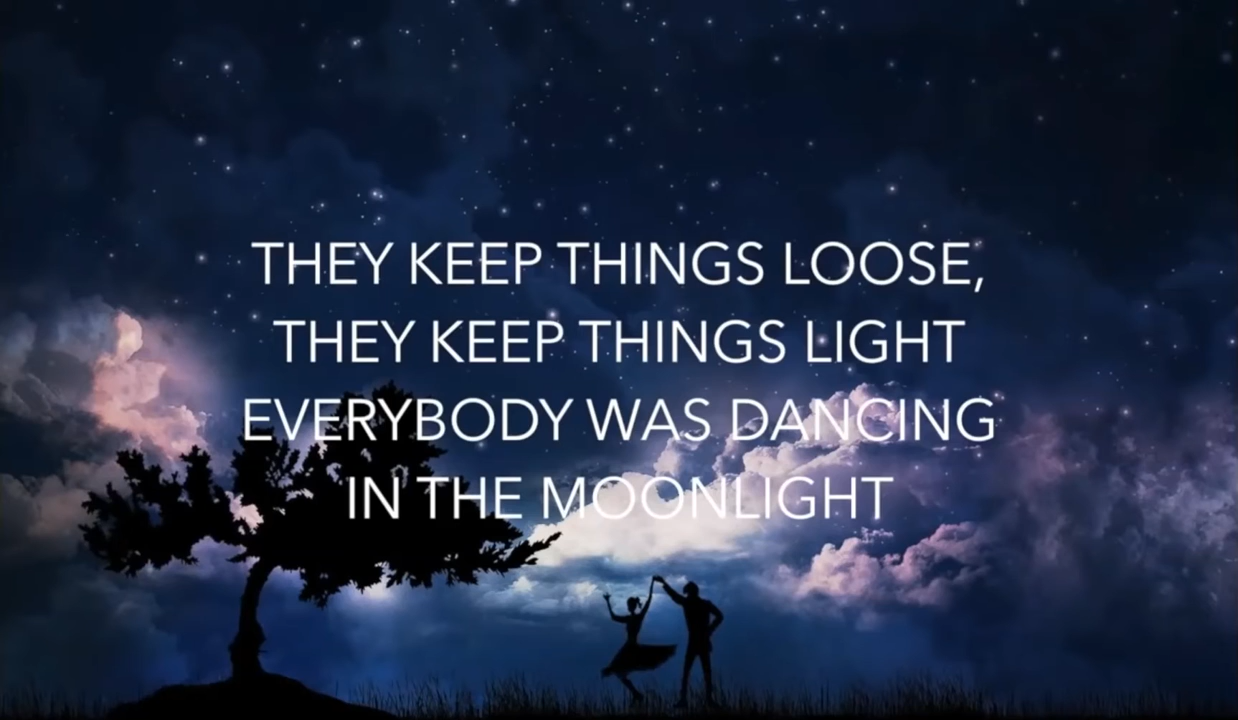 THEY KEEP THINGS LOOSE,
THEY KEEP THINGS LIGHT
EVERYBODY WAS DANCING
IN THE MOONLIGHT